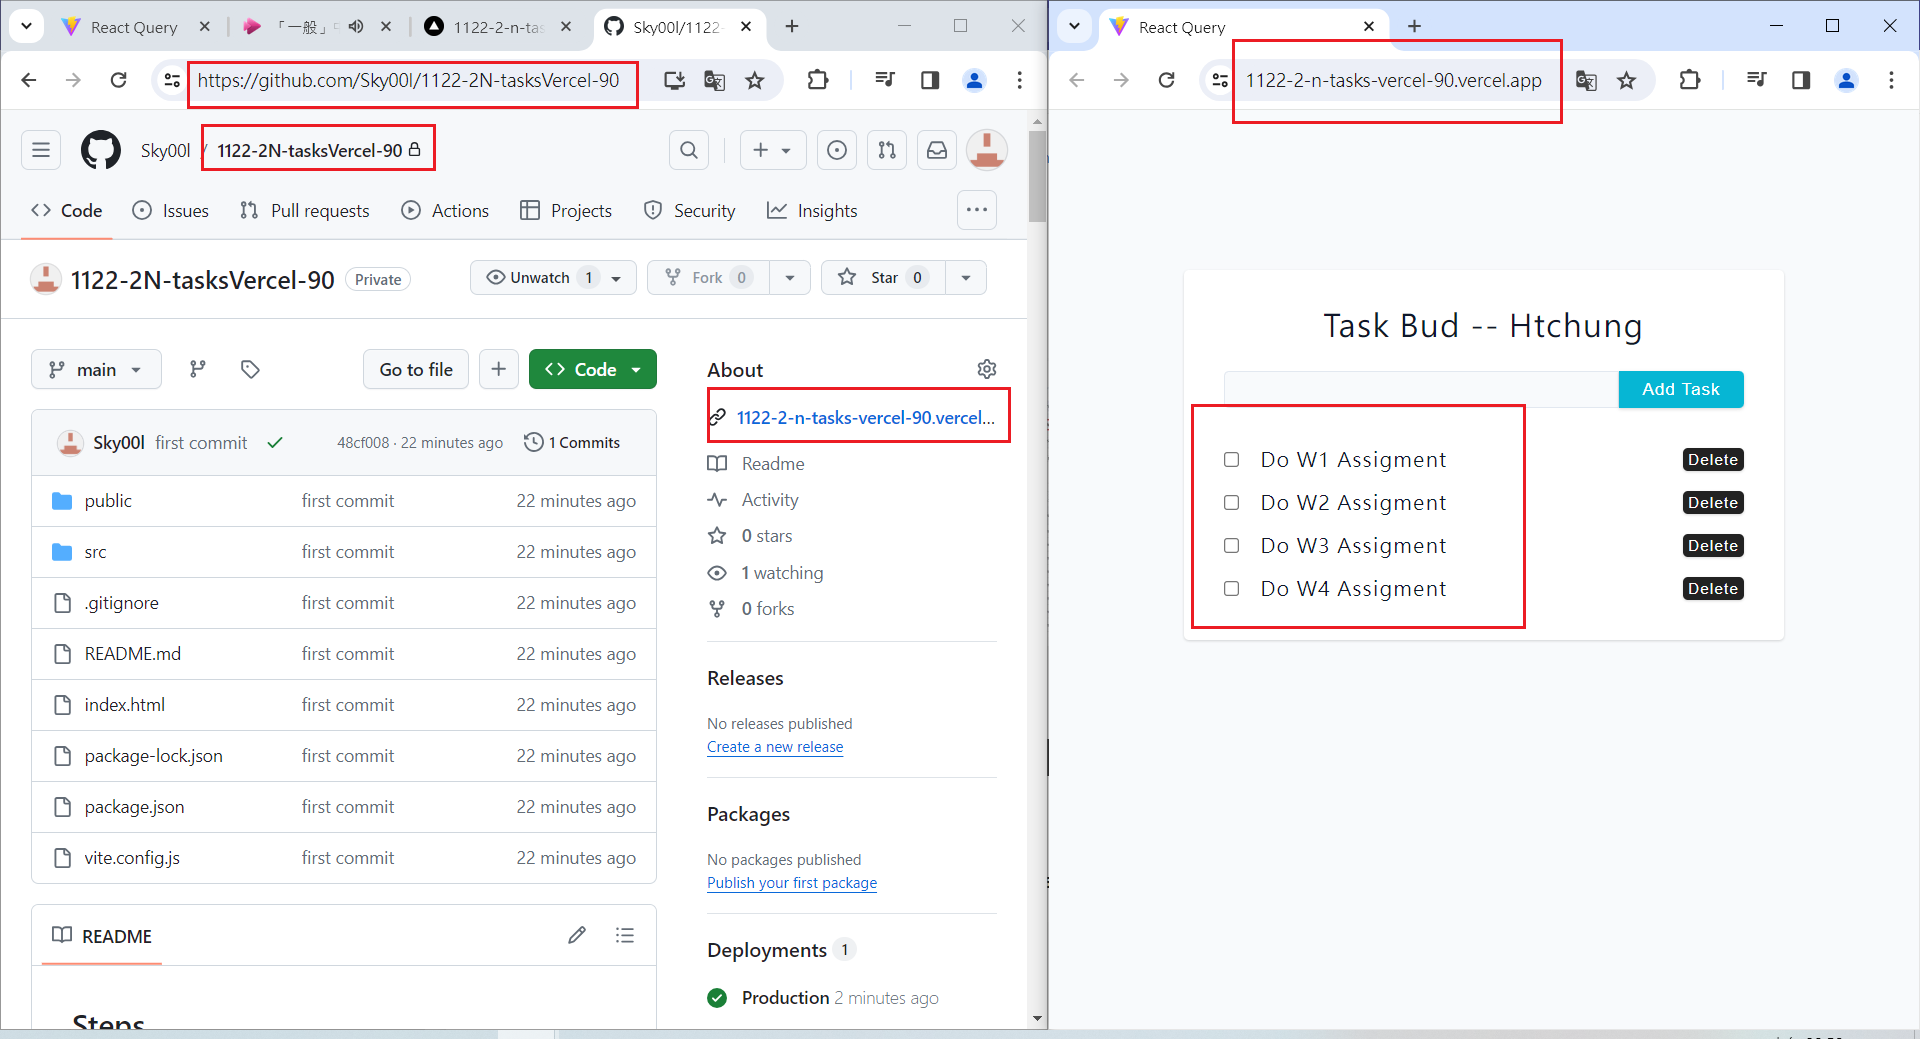 React Query
「一般」
1122-2-n-tas
Sky00l/1122-
https://github.com/Sky00l/1122-2N-tasksVercel-90
Sky00l / 1122-2N-tasksVercel-90
Code
Issues
Pull requests
Actions
Projects
Security
Insights
1122-2N-tasksVercel-90
Private
Unwatch 1
Fork 0
Star 0
main
Go to file
Code
Sky00l first commit
48cf008 · 22 minutes ago
1 Commits
public first commit 22 minutes ago
src first commit 22 minutes ago
.gitignore first commit 22 minutes ago
README.md first commit 22 minutes ago
index.html first commit 22 minutes ago
package-lock.json first commit 22 minutes ago
package.json first commit 22 minutes ago
vite.config.js first commit 22 minutes ago
README
Steps
About
1122-2-n-tasks-vercel-90.vercel...
Readme
Activity
0 stars
1 watching
0 forks
Releases
No releases published
Create a new release
Packages
No packages published
Publish your first package
Deployments 1
Production 2 minutes ago
React Query
1122-2-n-tasks-vercel-90.vercel.app
Task Bud -- Htchung
Add Task
Do W1 Assigment Delete
Do W2 Assigment Delete
Do W3 Assigment Delete
Do W4 Assigment Delete